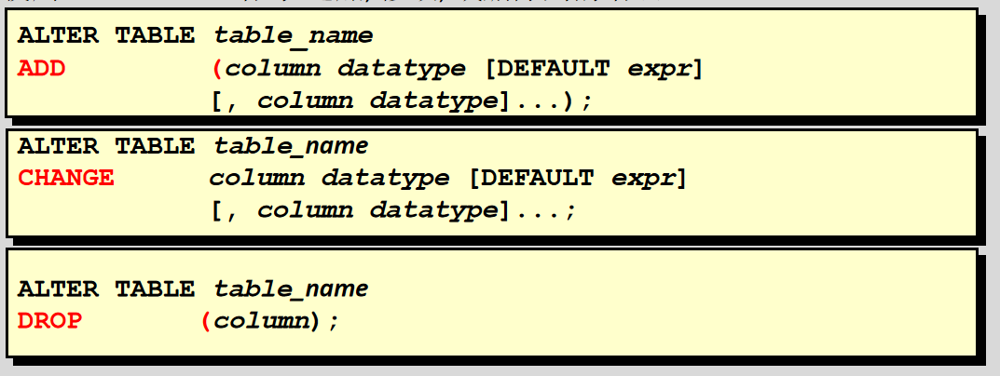 ALTER TABLE table_name
ADD (column datatype [DEFAULT expr]
[, column datatype]...);
ALTER TABLE table_name
CHANGE column datatype [DEFAULT expr]
[, column datatype]...;
ALTER TABLE table_name
DROP (column);